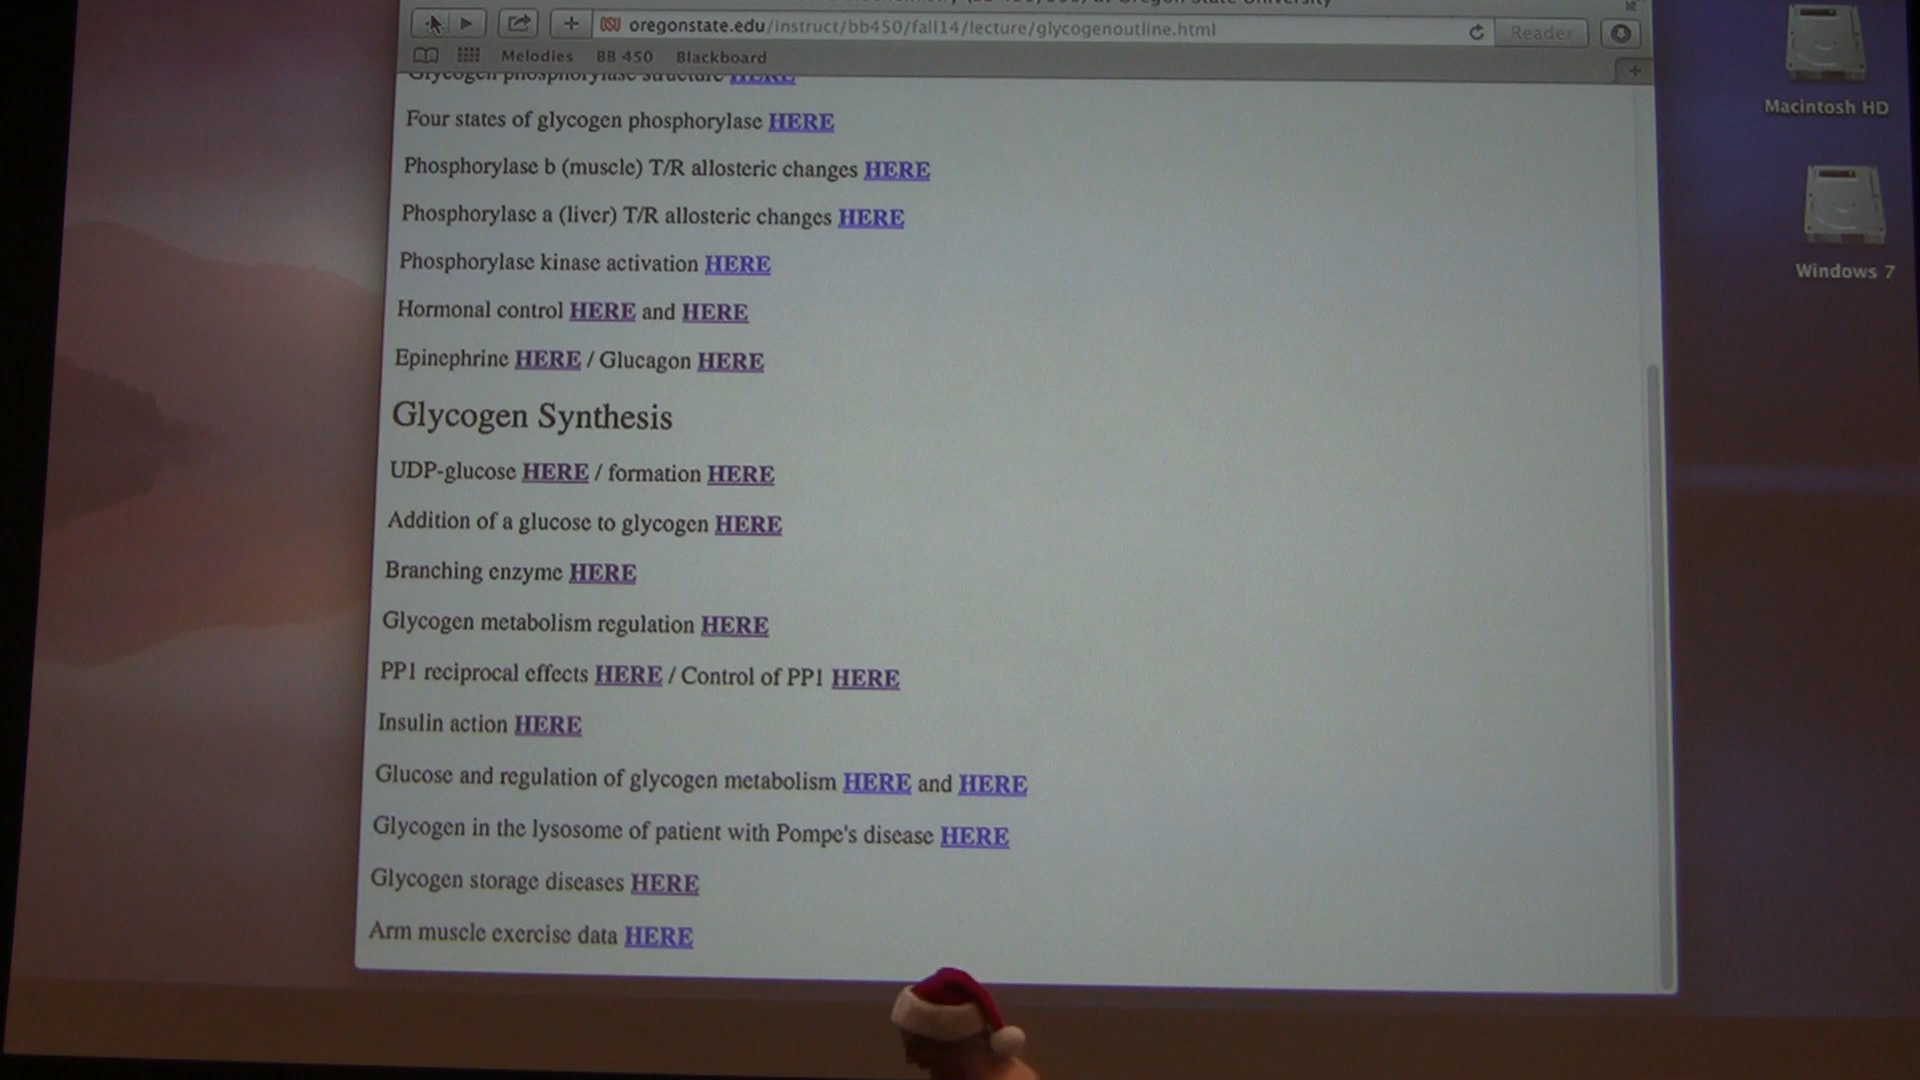 oregonstate.edu/instruct/bb450/fall14/lecture/glycogenoutline.html
Reader
Melodies BB 450 Blackboard
Glycogen phosphorylase structure HERE
Four states of glycogen phosphorylase HERE
Phosphorylase b (muscle) T/R allosteric changes HERE
Phosphorylase a (liver) T/R allosteric changes HERE
Phosphorylase kinase activation HERE
Hormonal control HERE and HERE
Epinephrine HERE / Glucagon HERE
Glycogen Synthesis
UDP-glucose HERE / formation HERE
Addition of a glucose to glycogen HERE
Branching enzyme HERE
Glycogen metabolism regulation HERE
PP1 reciprocal effects HERE / Control of PP1 HERE
Insulin action HERE
Glucose and regulation of glycogen metabolism HERE and HERE
Glycogen in the lysosome of patient with Pompe's disease HERE
Glycogen storage diseases HERE
Arm muscle exercise data HERE
Macintosh HD
Windows 7